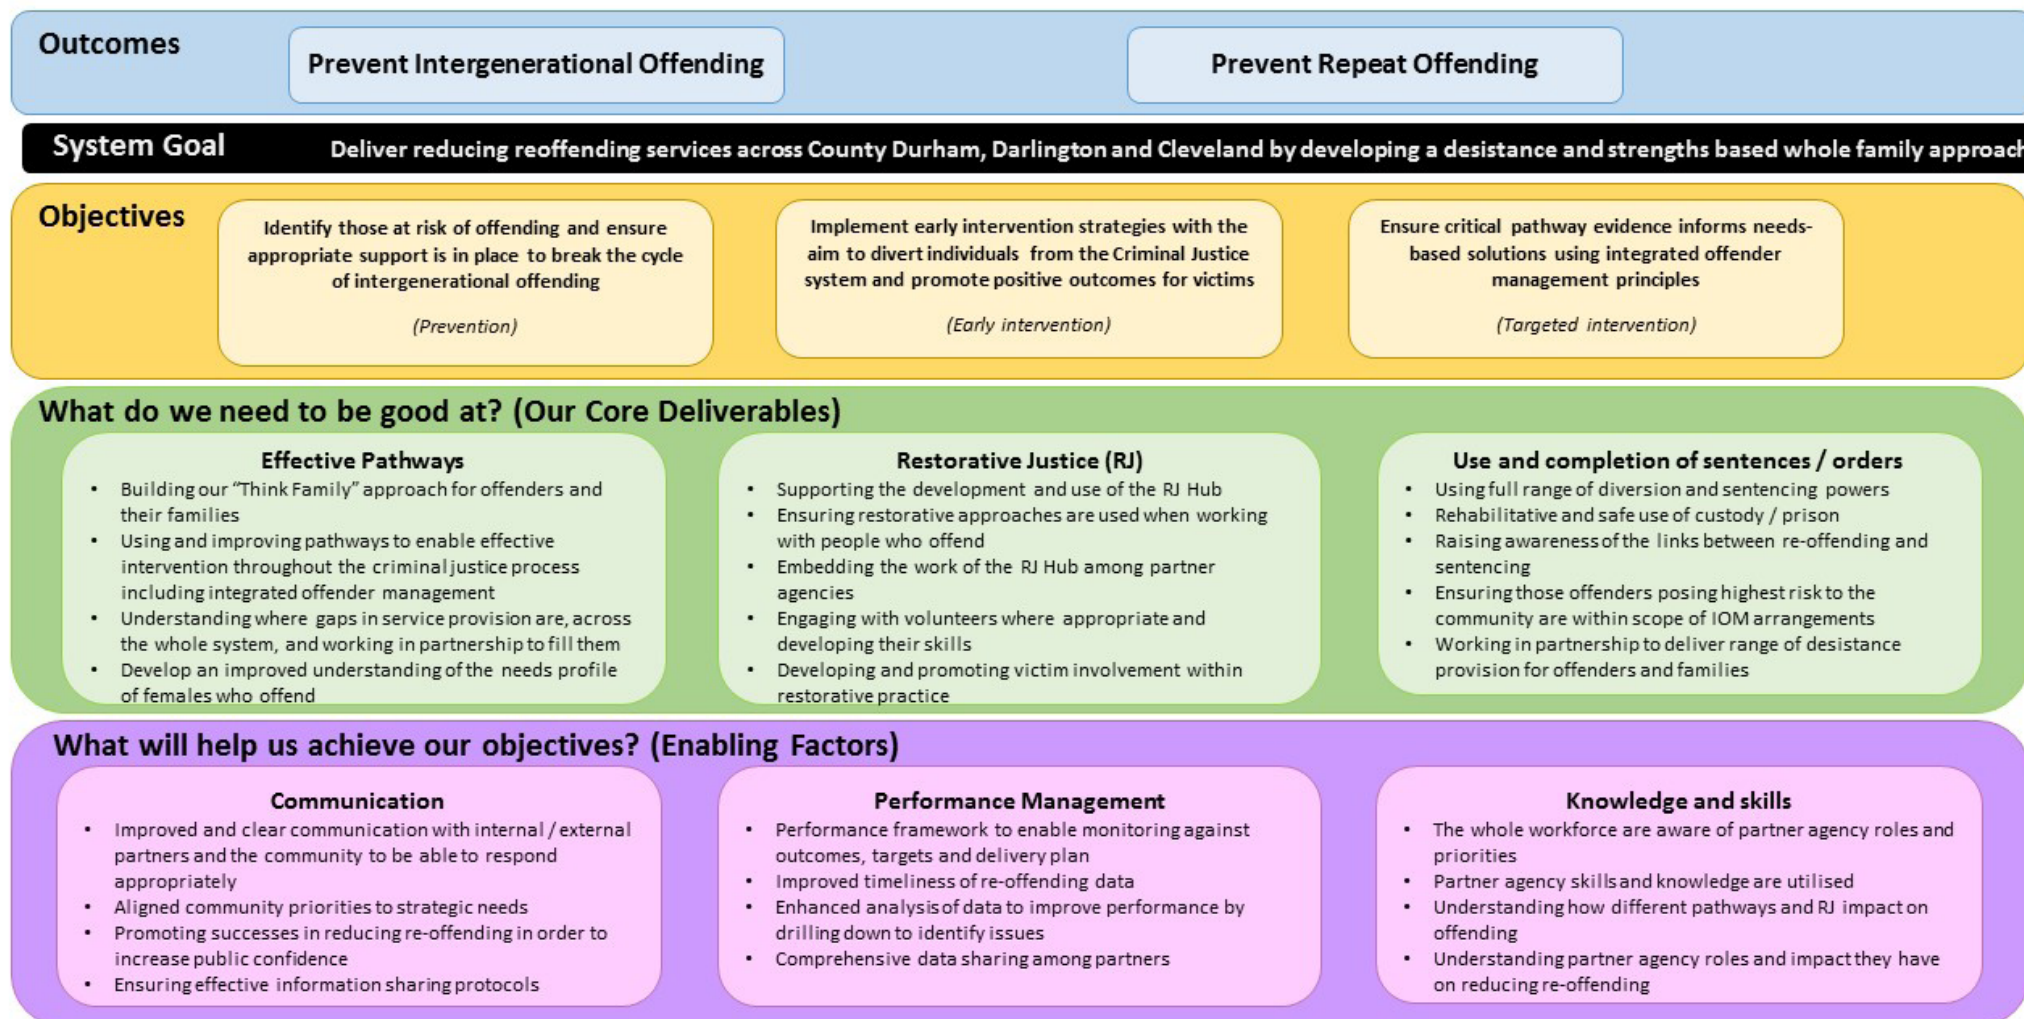 Outcomes
Prevent Intergenerational Offending
Prevent Repeat Offending
System Goal
Deliver reducing reoffending services across County Durham, Darlington and Cleveland by developing a desistance and strengths based whole family approach
Objectives
Identify those at risk of offending and ensure
appropriate support is in place to break the cycle
of intergenerational offending
(Prevention)
Implement early intervention strategies with the
aim to divert individuals from the Criminal Justice
system and promote positive outcomes for victims
(Early intervention)
Ensure critical pathway evidence informs needs-
based solutions using integrated offender
management principles
(Targeted intervention)
What do we need to be good at? (Our Core Deliverables)
Effective Pathways
• Building our “Think Family” approach for offenders and
their families
• Using and improving pathways to enable effective
intervention throughout the criminal justice process
including integrated offender management
• Understanding where gaps in service provision are, across
the whole system, and working in partnership to fill them
• Develop an improved understanding of the needs profile
of females who offend
Restorative Justice (RJ)
• Supporting the development and use of the RJ Hub
• Ensuring restorative approaches are used when working
with people who offend
• Embedding the work of the RJ Hub among partner
agencies
• Engaging with volunteers where appropriate and
developing their skills
• Developing and promoting victim involvement within
restorative practice
Use and completion of sentences / orders
• Using full range of diversion and sentencing powers
• Rehabilitative and safe use of custody / prison
• Raising awareness of the links between re-offending and
sentencing
• Ensuring those offenders posing highest risk to the
community are within scope of IOM arrangements
• Working in partnership to deliver range of desistance
provision for offenders and families
What will help us achieve our objectives? (Enabling Factors)
Communication
• Improved and clear communication with internal / external
partners and the community to be able to respond
appropriately
• Aligned community priorities to strategic needs
• Promoting successes in reducing re-offending in order to
increase public confidence
• Ensuring effective information sharing protocols
Performance Management
• Performance framework to enable monitoring against
outcomes, targets and delivery plan
• Improved timeliness of re-offending data
• Enhanced analysis of data to improve performance by
drilling down to identify issues
• Comprehensive data sharing among partners
Knowledge and skills
• The whole workforce are aware of partner agency roles and
priorities
• Partner agency skills and knowledge are utilised
• Understanding how different pathways and RJ impact on
offending
• Understanding partner agency roles and impact they have
on reducing re-offending